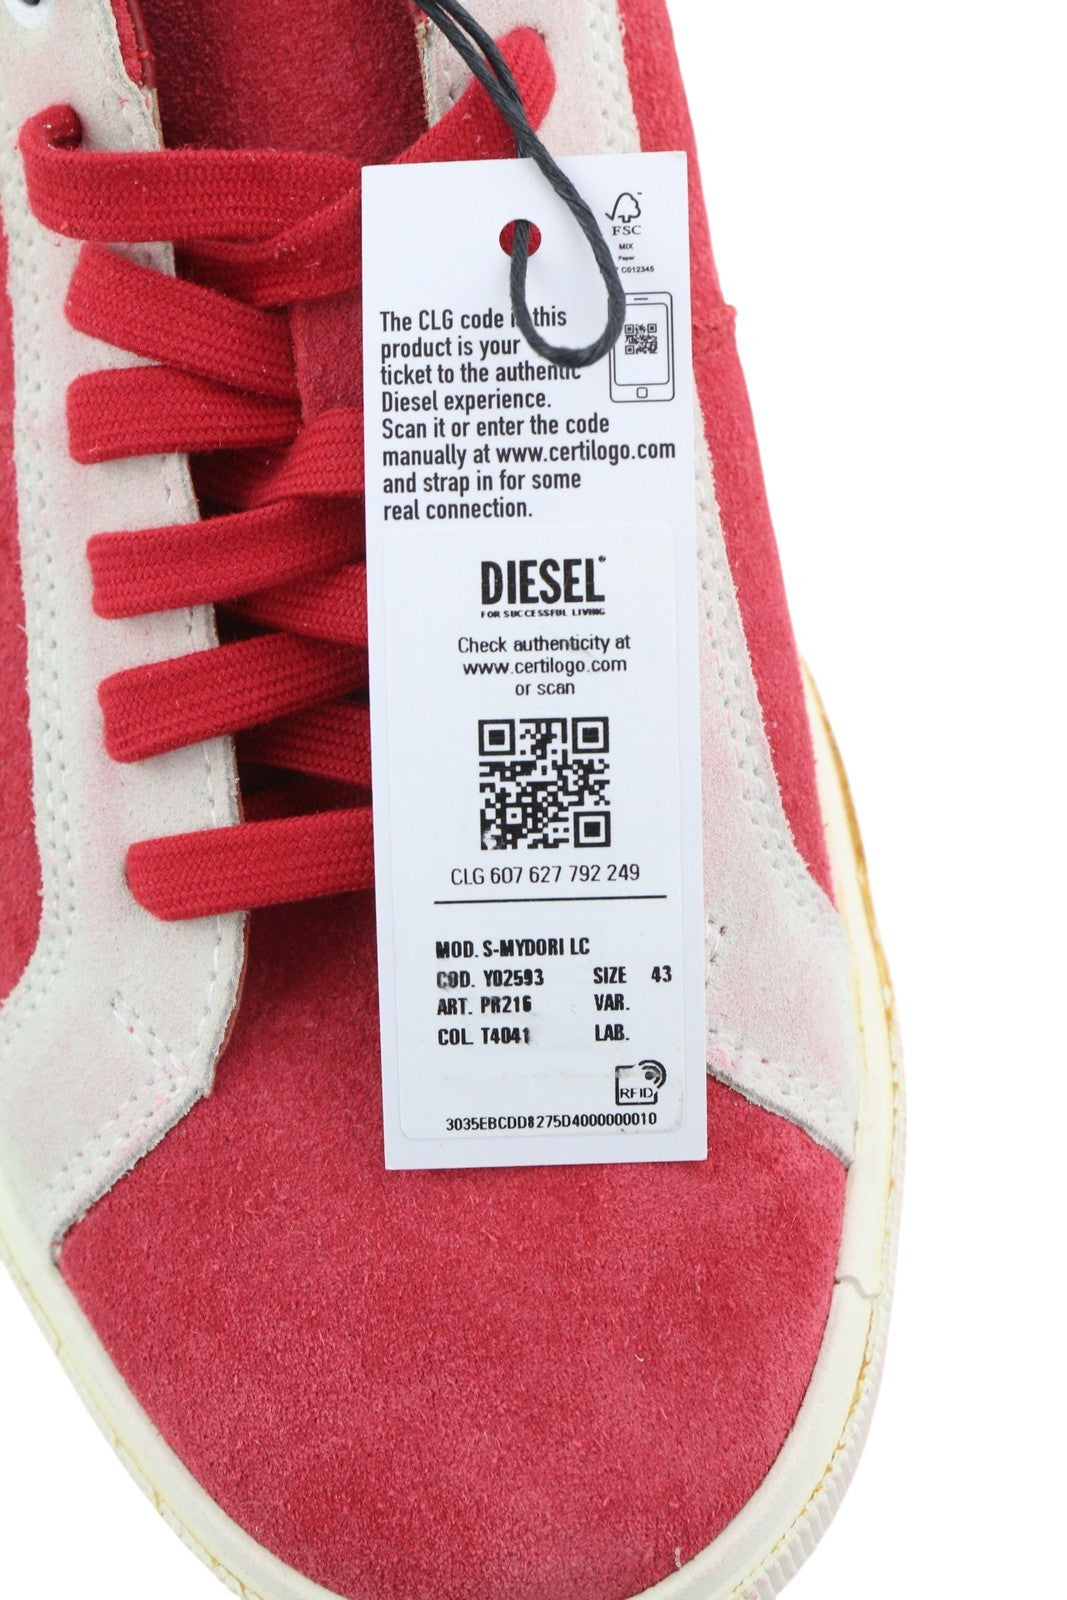 FSC
MIX
Paper
C012345
The CLG code this
product is your
ticket to the authentic
Diesel experience.
Scan it or enter the code
manually at www.certilogo.com
and strap in for some
real connection.
DIESEL
FOR SUCCESSFUL LIVING
Check authenticity at
www.certilogo.com
or scan
CLG 607 627 792 249
MOD. S-MYDORI LC
COD. Y02593 SIZE 43
ART. PR216 VAR.
COL. T4041 LAB.
RFID
3035EBCDD8275D4000000010